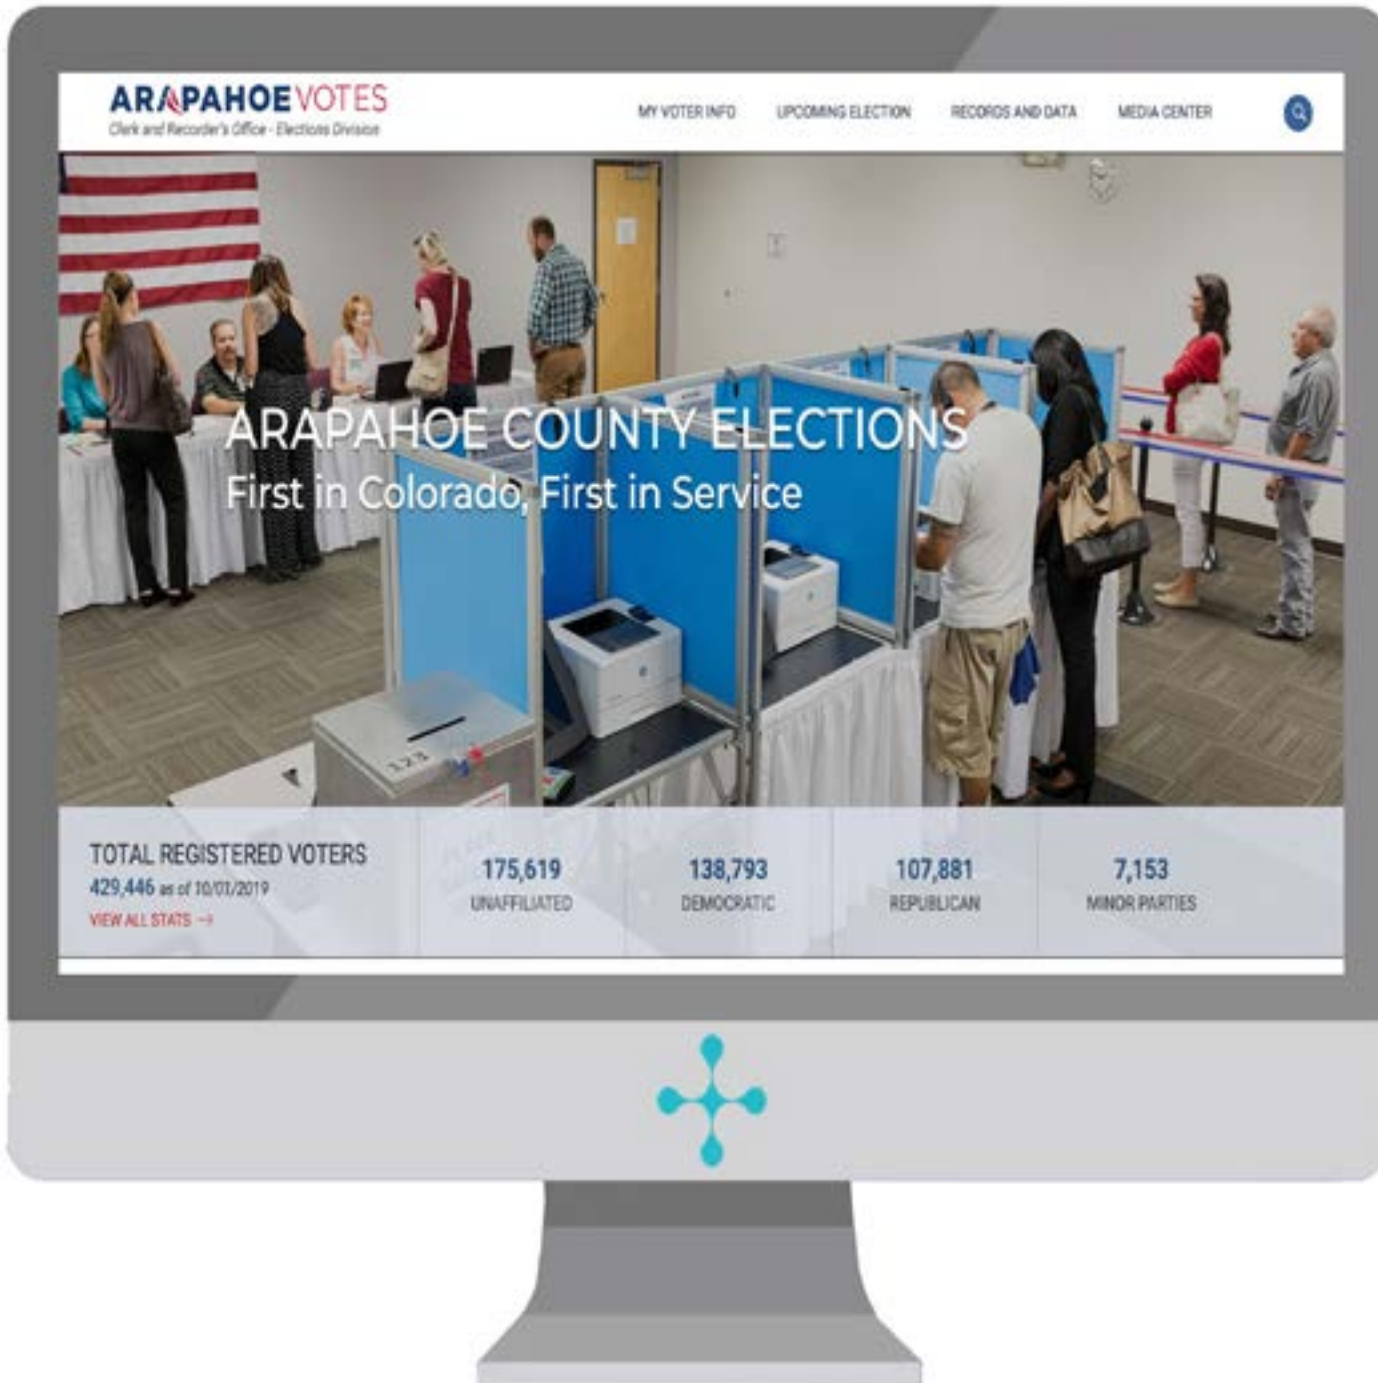 ARAPAHOE VOTES
Clerk and Recorder's Office - Elections Division
MY VOTER INFO UPCOMING ELECTION RECORDS AND DATA MEDIA CENTER
ARAPAHOE COUNTY ELECTIONS
First in Colorado, First in Service
123
TOTAL REGISTERED VOTERS
429,446 as of 10/01/2019
VIEW ALL STATS →
175,619
UNAFFILIATED
138,793
DEMOCRATIC
107,881
REPUBLICAN
7,153
MINOR PARTIES